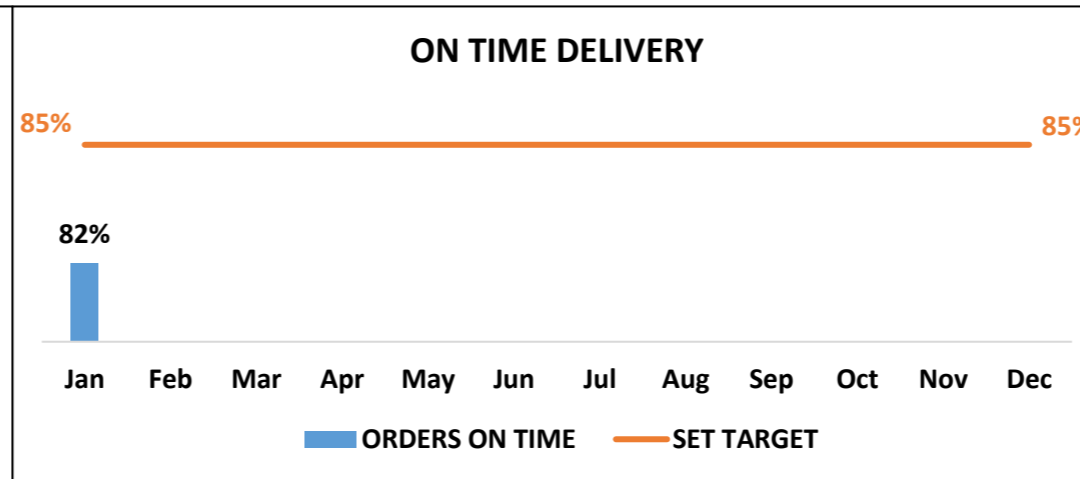 ON TIME DELIVERY
85%
85%
82%
Jan Feb Mar Apr May Jun Jul Aug Sep Oct Nov Dec
ORDERS ON TIME SET TARGET